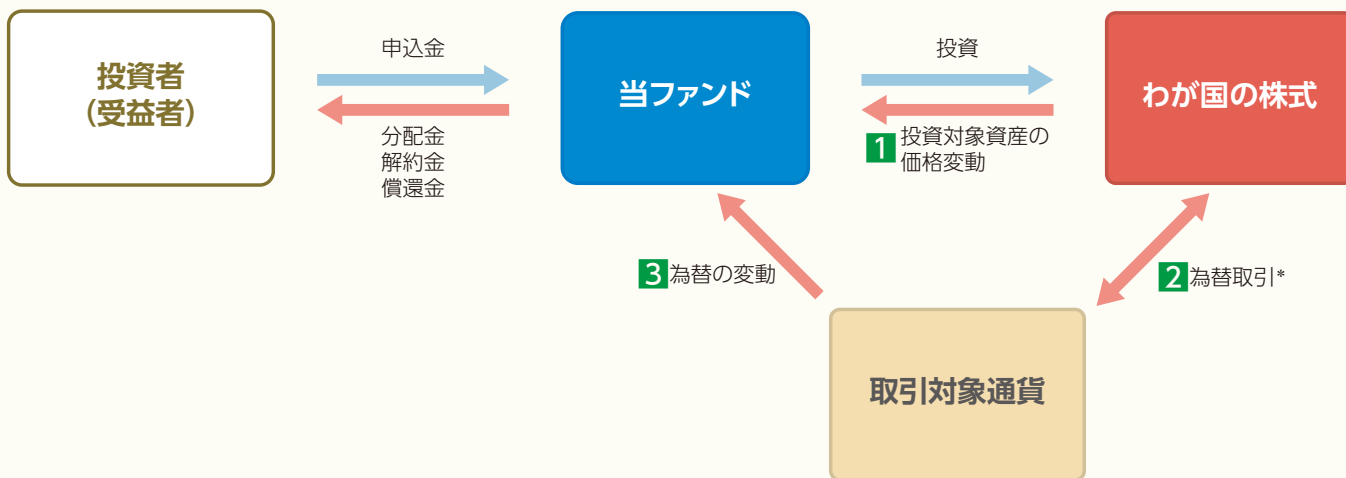 投資者
（受益者）
申込金
分配金
解約金
償還金
当ファンド
投資
1 投資対象資産の
価格変動
わが国の株式
3 為替の変動
2 為替取引*
取引対象通貨